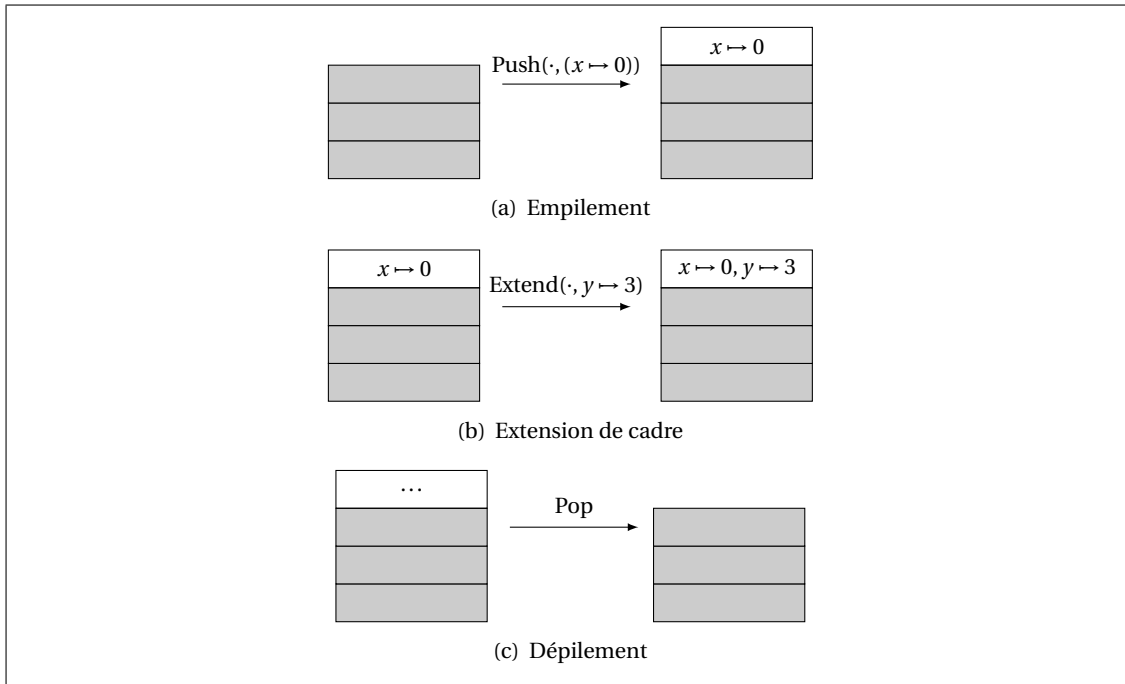 x ↦ 0
Push(·, (x ↦ 0))
(a) Empilement
x ↦ 0
x ↦ 0, y ↦ 3
Extend(·, y ↦ 3)
(b) Extension de cadre
...
Pop
(c) Dépilement